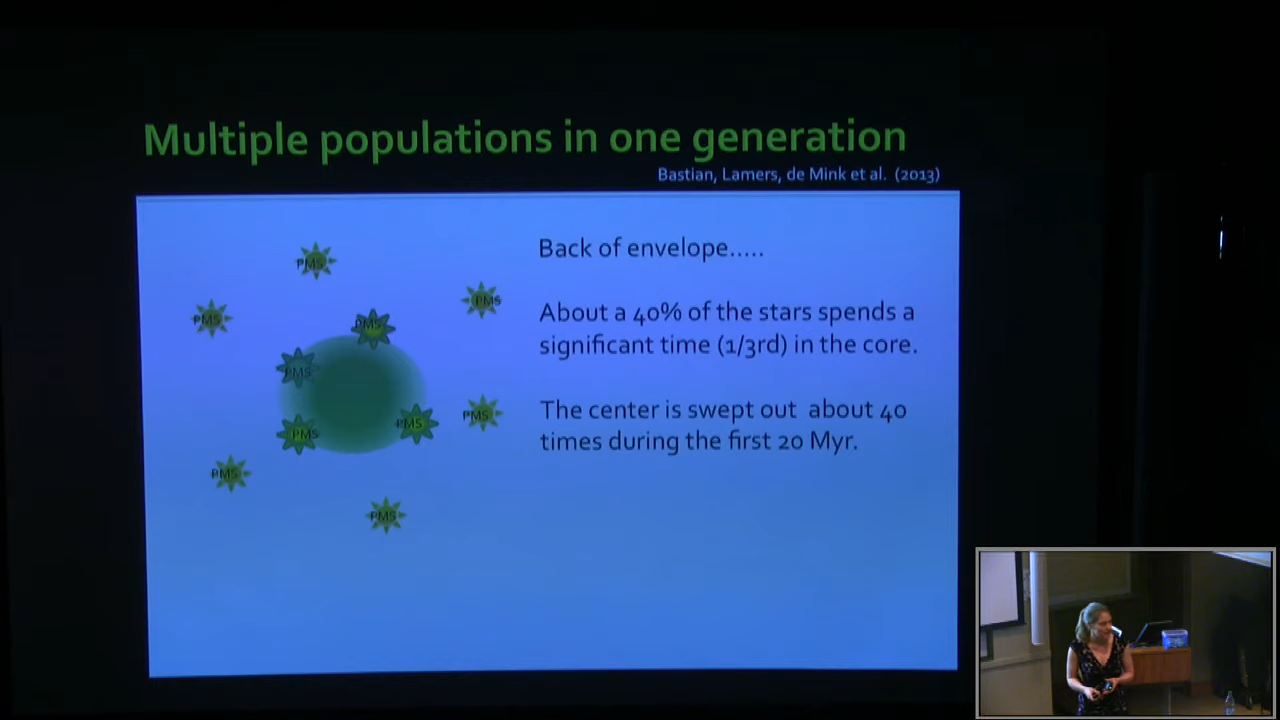 Multiple populations in one generation
Bastian, Lamers, de Mink et al. (2013)
Back of envelope.....
About a 40% of the stars spends a
significant time (1/3rd) in the core.
The center is swept out about 40
times during the first 20 Myr.
PMS
PMS
PMS
PMS
PMS
PMS
PMS
PMS
PMS
PMS